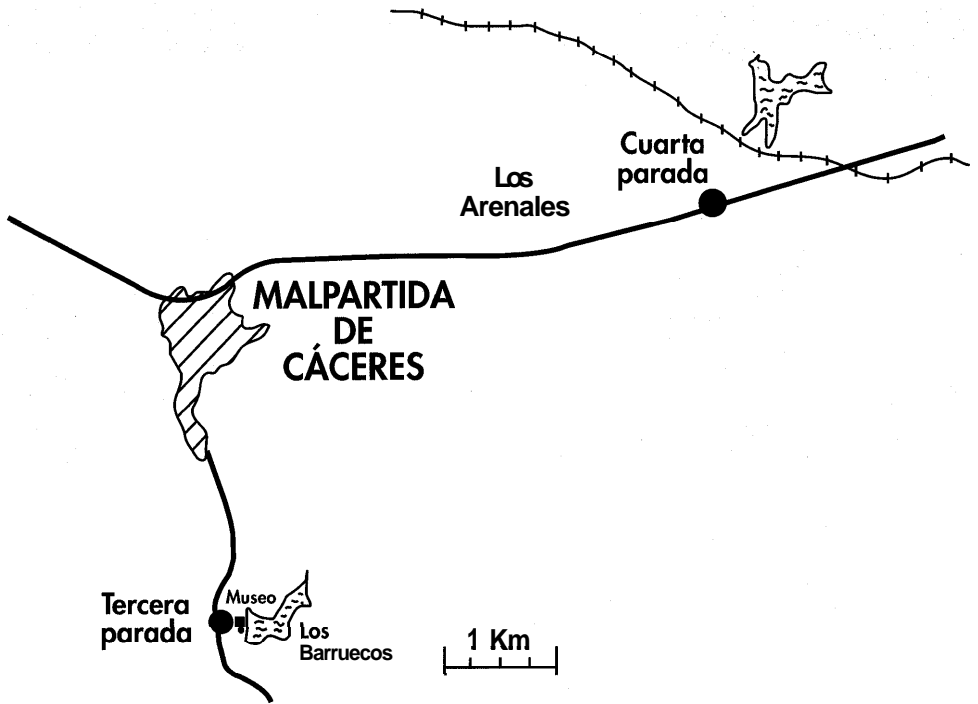 Cuarta
parada
Los
Arenales
MALPARTIDA
DE
CÁCERES
Tercera
parada
Museo
Los
Barruecos
1 Km